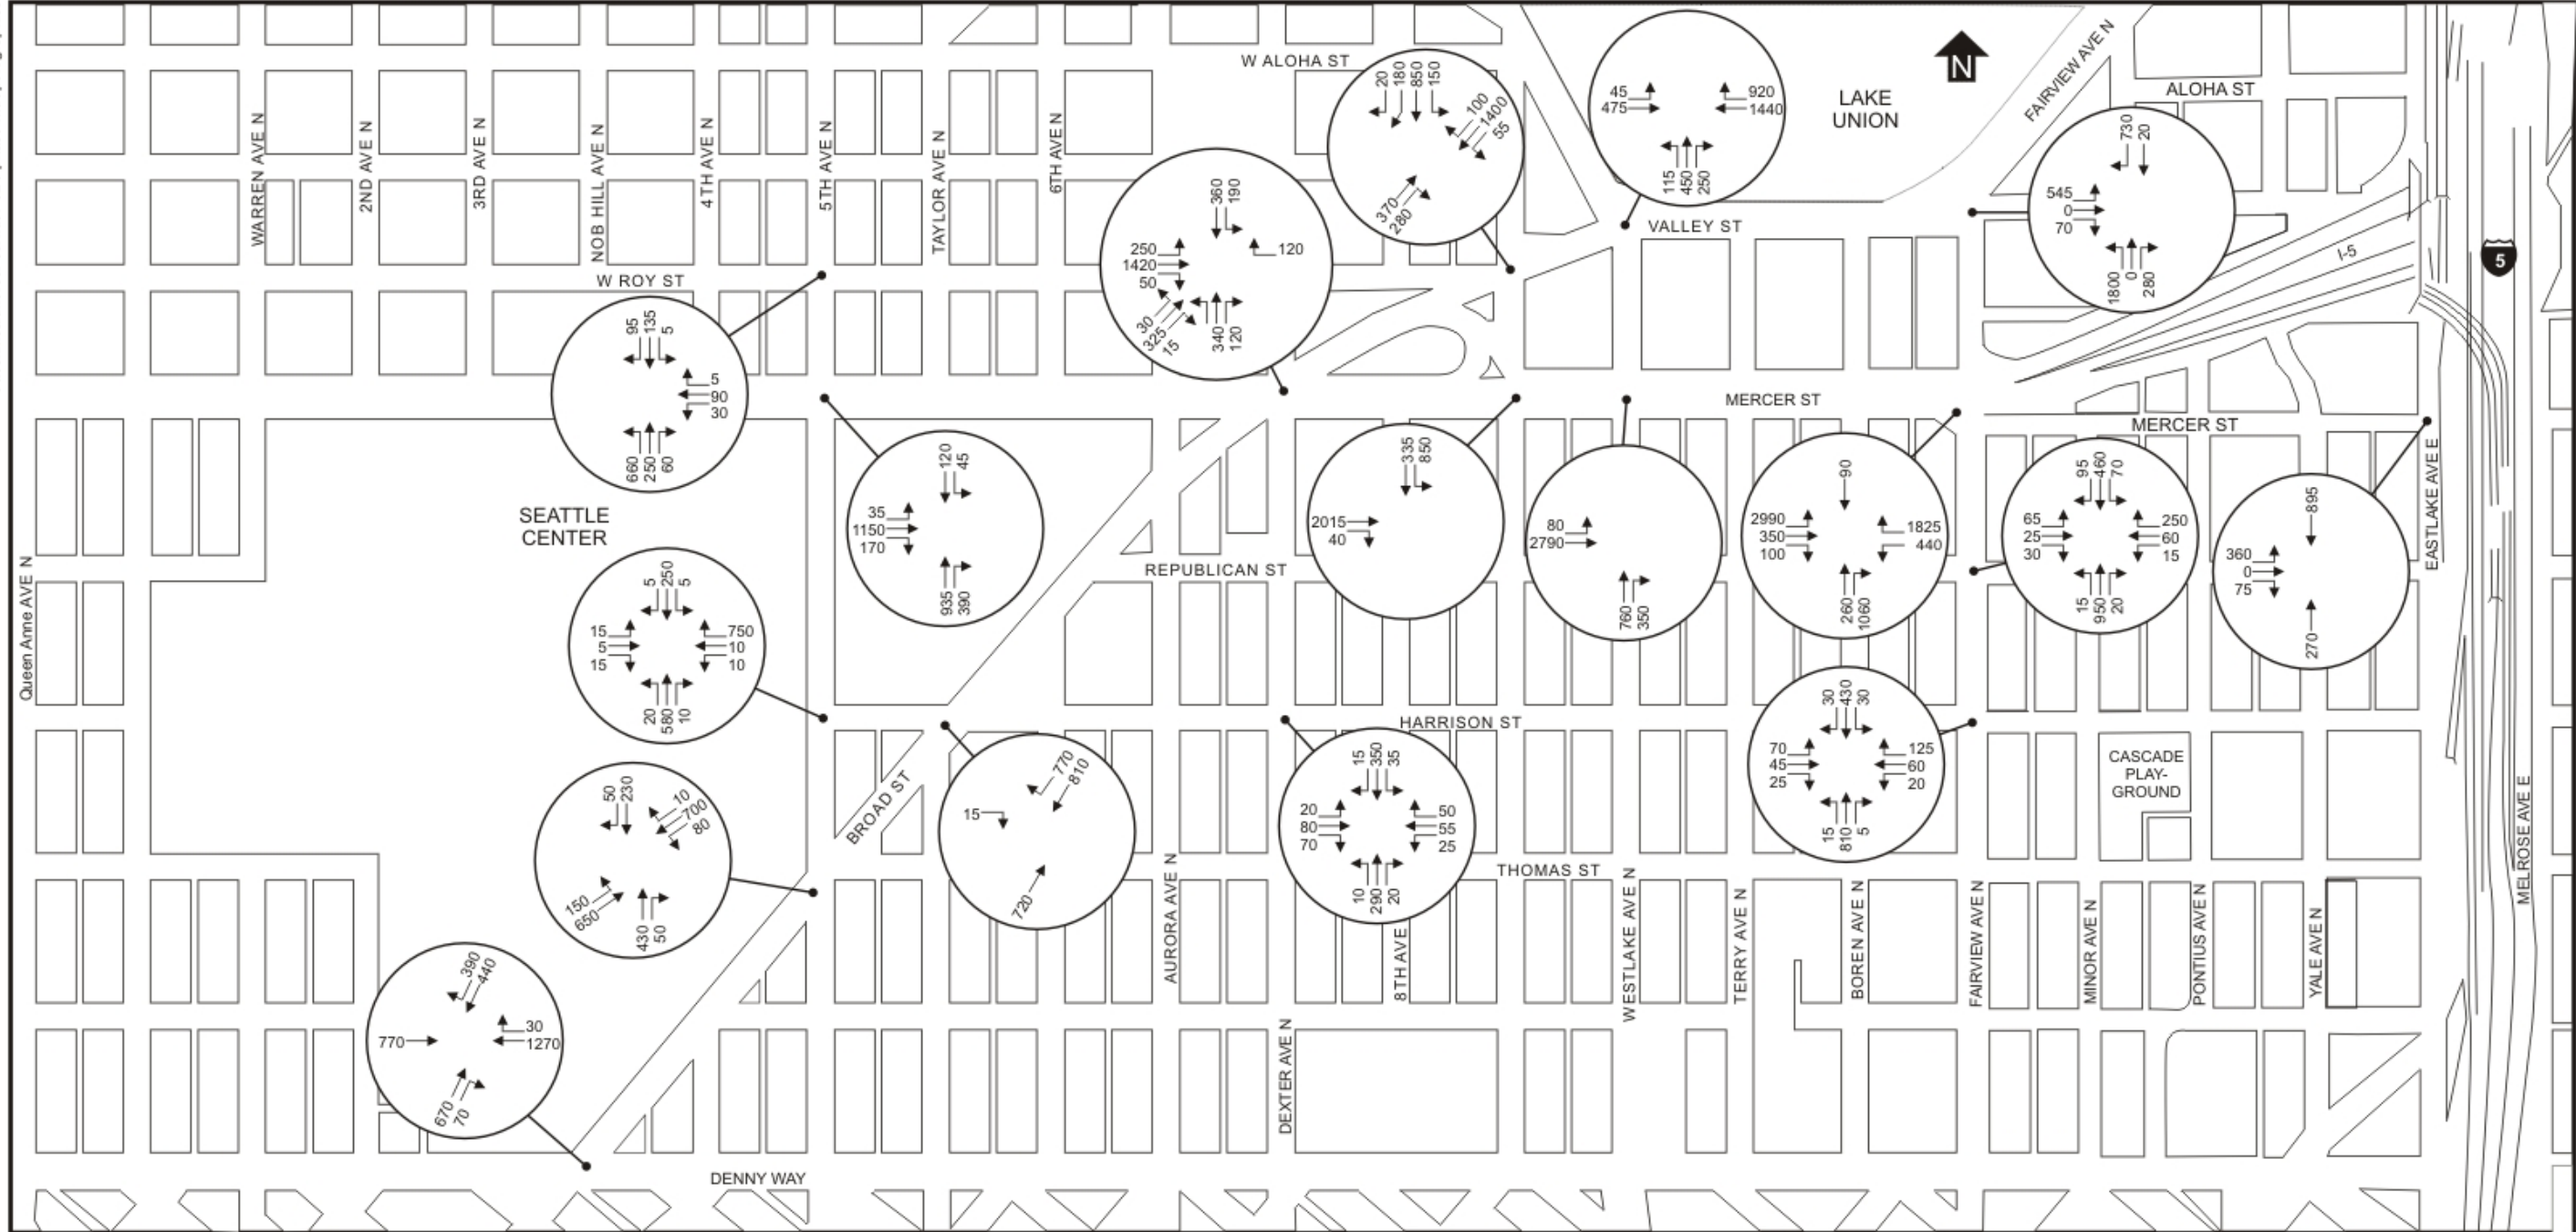 W ALOHA ST
N
LAKE
UNION
FAIRVIEW AVE N
ALOHA ST
WARREN AVE N
2ND AVE N
3RD AVE N
NOB HILL AVE N
4TH AVE N
5TH AVE N
TAYLOR AVE N
6TH AVE N
20 180 850 150
100
1400
55
370
280
45
475
920
1440
115 450 250
VALLEY ST
730 20
545
0
70
1800 0 280
I-5
5
360 190
250
1420
50
120
30
325
15
340 120
W ROY ST
95 135 5
5
90
30
660 250 60
MERCER ST
MERCER ST
120 45
35
1150
170
935 390
335 850
2015
40
80
2790
760 350
90
2990
350
100
1825
440
260 1060
95 460 70
65
25
30
250
60
15
15 950 20
895
360
0
75
270
EASTLAKE AVE E
SEATTLE
CENTER
REPUBLICAN ST
Queen Anne AVE N
5 250 5
15
5
15
750
10
10
20 580 10
HARRISON ST
770
810
15
720
15 350 35
20
80
70
50
55
25
10 290 20
30 430 30
70
45
25
125
60
20
15 810 5
CASCADE
PLAY-
GROUND
BROAD ST
50 230
10
700
80
150
650
430 50
THOMAS ST
MELROSE AVE E
AURORA AVE N
8TH AVE
WESTLAKE AVE N
TERRY AVE N
BOREN AVE N
FAIRVIEW AVE N
MINOR AVE N
PONTIUS AVE N
YALE AVE N
390
440
770
30
1270
670
70
DEXTER AVE N
DENNY WAY